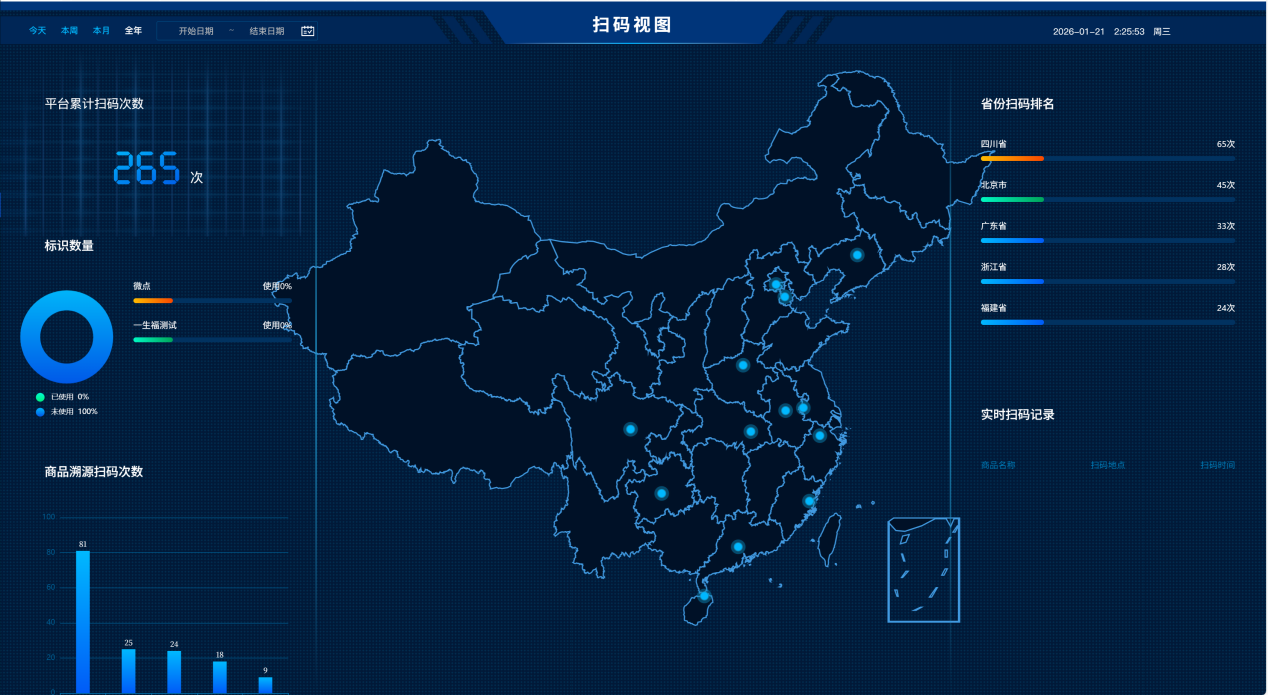 扫码视图
今天 本周 本月 全年 开始日期 ~ 结束日期
2026-01-21 2:25:53 周三
平台累计扫码次数
265 次
标识数量
微点 使用0%
一生福测试 使用0%
已使用 0%
未使用 100%
商品溯源扫码次数
100
80
60
40
20
0
81
25
24
18
9
省份扫码排名
四川省 65次
北京市 45次
广东省 33次
浙江省 28次
福建省 24次
实时扫码记录
商品名称 扫码地点 扫码时间